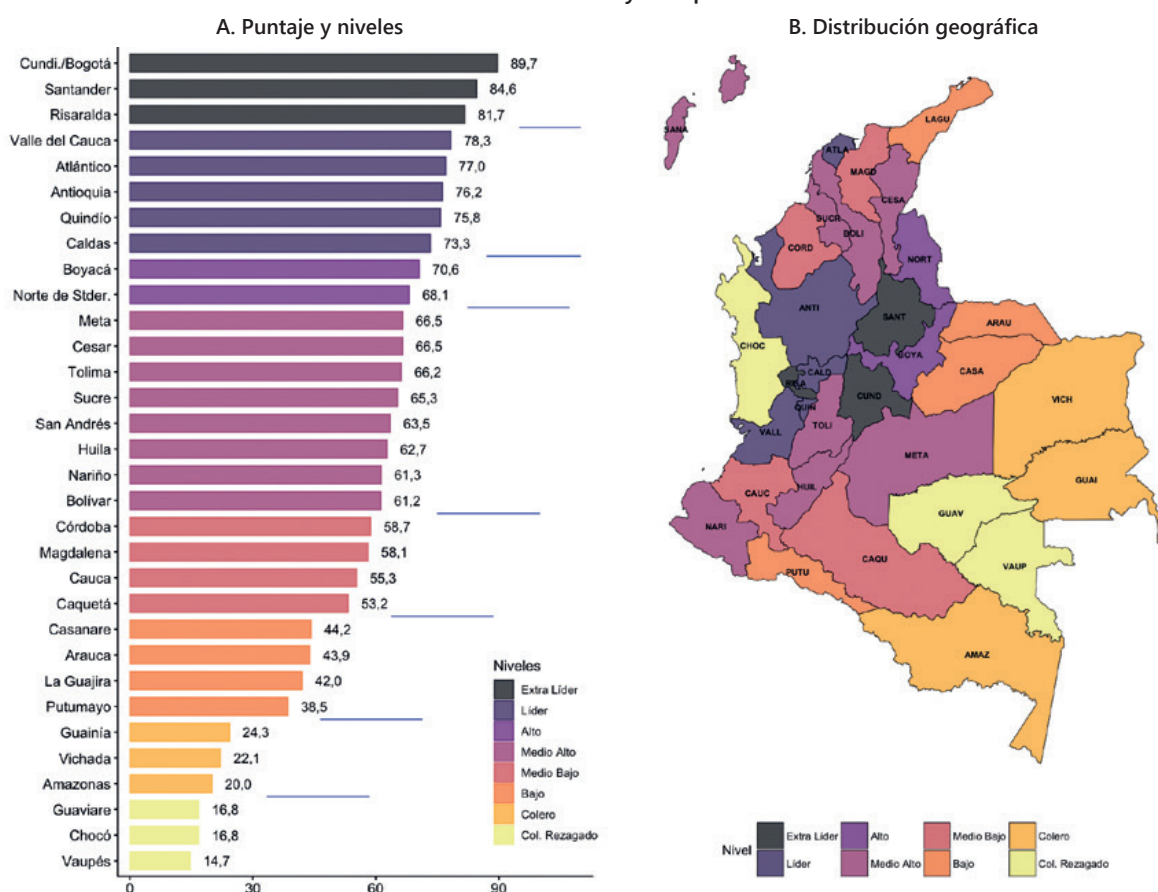 A. Puntaje y niveles
Cundi./Bogotá 89,7
Santander 84,6
Risaralda 81,7
Valle del Cauca 78,3
Atlántico 77,0
Antioquia 76,2
Quindío 75,8
Caldas 73,3
Boyacá 70,6
Norte de Stder. 68,1
Meta 66,5
Cesar 66,5
Tolima 66,2
Sucre 65,3
San Andrés 63,5
Huila 62,7
Nariño 61,3
Bolívar 61,2
Córdoba 58,7
Magdalena 58,1
Cauca 55,3
Caquetá 53,2
Casanare 44,2
Arauca 43,9
La Guajira 42,0
Putumayo 38,5
Guainía 24,3
Vichada 22,1
Amazonas 20,0
Guaviare 16,8
Chocó 16,8
Vaupés 14,7
0 30 60 90
Niveles
Extra Líder
Líder
Alto
Medio Alto
Medio Bajo
Bajo
Colero
Col. Rezagado
B. Distribución geográfica
SANA
LAGU
ATLA
MAGD
CESA
SUCR
BOLI
CORD
NORT
ANTI
SANT
ARAU
CHOC
BOYA
CALD
CASA
RISA
CUND
VICH
QUIN
TOLI
VALL
META
GUAI
CAUC
HUIL
GUAV
NARI
CAQU
VAUP
PUTU
AMAZ
Nivel
Extra Líder Alto Medio Bajo Colero
Líder Medio Alto Bajo Col. Rezagado